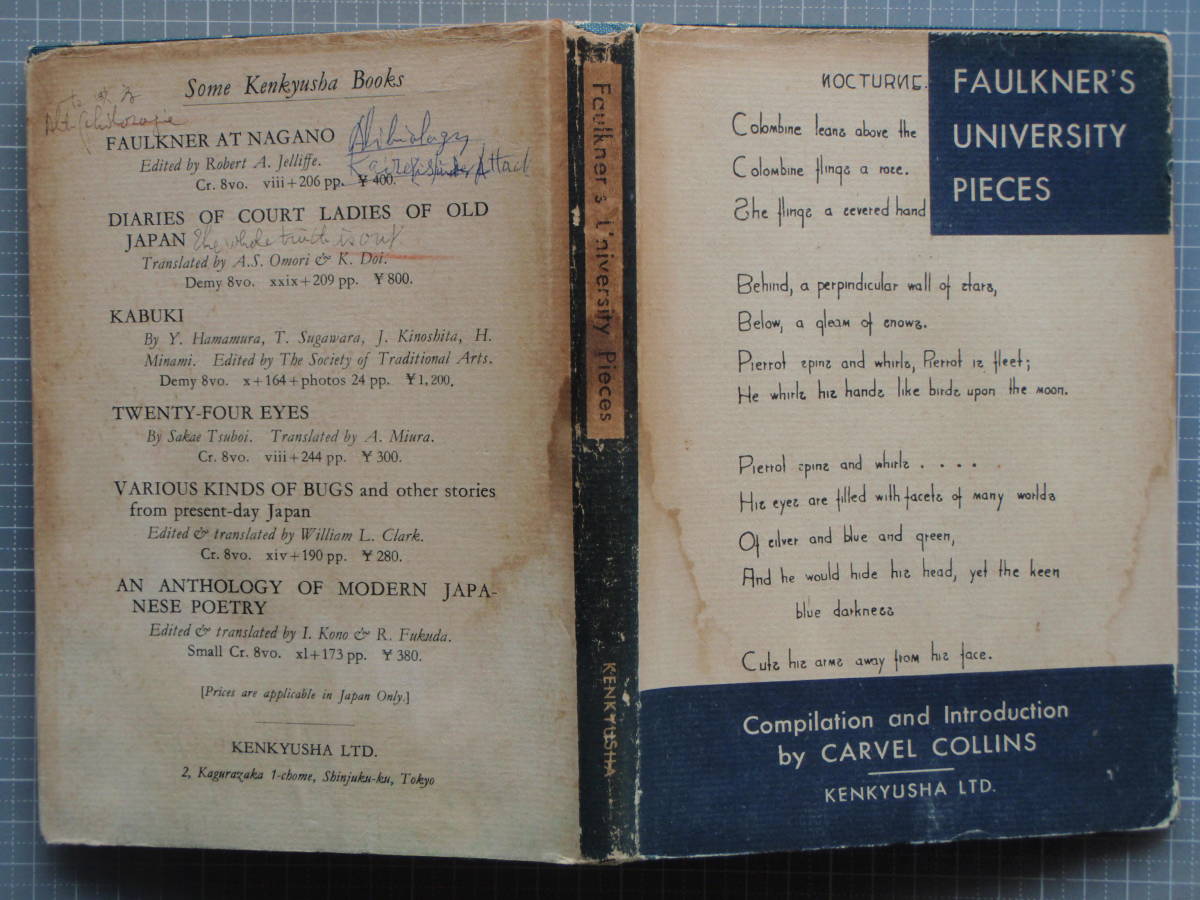 Some Kenkyusha Books
FAULKNER AT NAGANO
Edited by Robert A. Jelliffe.
Cr. 8vo. viii+206 pp. ¥ 400.
DIARIES OF COURT LADIES OF OLD
JAPAN The whole truth is out
Translated by A.S. Omori & K. Doi.
Demy 8vo. xxix+209 pp. ¥ 800.
KABUKI
By Y. Hamamura, T. Sugawara, J. Kinoshita, H.
Minami. Edited by The Society of Traditional Arts.
Demy 8vo. x+164+photos 24 pp. ¥1,200.
TWENTY-FOUR EYES
By Sakae Tsuboi. Translated by A. Miura.
Cr. 8vo. viii+244 pp. ¥ 300.
VARIOUS KINDS OF BUGS and other stories
from present-day Japan
Edited & translated by William L. Clark.
Cr. 8vo. xiv+190 pp. ¥ 280.
AN ANTHOLOGY OF MODERN JAPA-
NESE POETRY
Edited & translated by I. Kono & R. Fukuda.
Small Cr. 8vo. xl+173 pp. ¥ 380.
[Prices are applicable in Japan Only.]
KENKYUSHA LTD.
2, Kagurazaka 1-chome, Shinjuku-ku, Tokyo
Faulkner's University Pieces
KENKYUSHA
FAULKNER'S
UNIVERSITY
PIECES
NOCTURNE.
Colombine leans above the
Colombine flings a rose.
She flings a severed hand
Behind, a perpindicular wall of stars,
Below, a gleam of snows.
Pierrot spins and whirls, Pierrot is fleet;
He whirls his hands like birds upon the moon.
Pierrot spins and whirls . . . .
His eyes are filled with facets of many worlds
Of silver and blue and green,
And he would hide his head, yet the keen
blue darkness
Cuts his arms away from his face.
Compilation and Introduction
by CARVEL COLLINS
KENKYUSHA LTD.